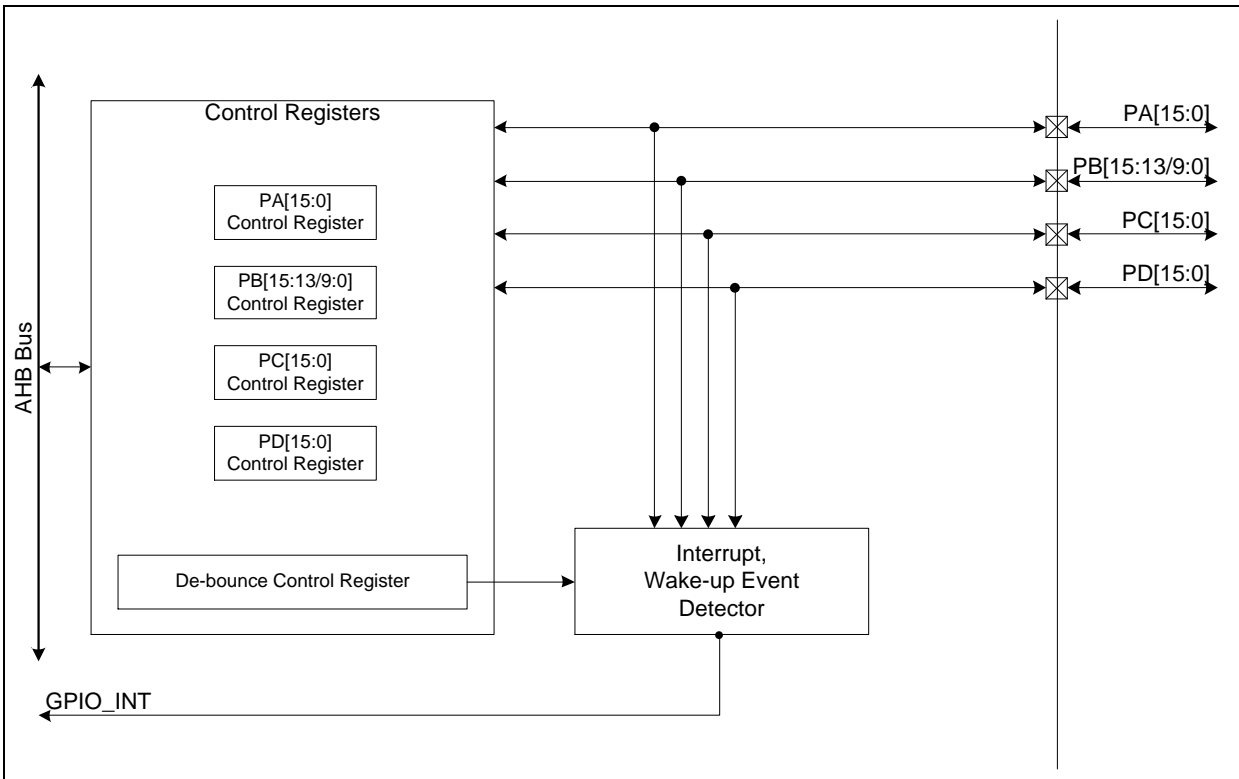 Control Registers
PA[15:0]
Control Register
PB[15:13/9:0]
Control Register
PC[15:0]
Control Register
PD[15:0]
Control Register
De-bounce Control Register
AHB Bus
PA[15:0]
PB[15:13/9:0]
PC[15:0]
PD[15:0]
Interrupt,
Wake-up Event
Detector
GPIO_INT